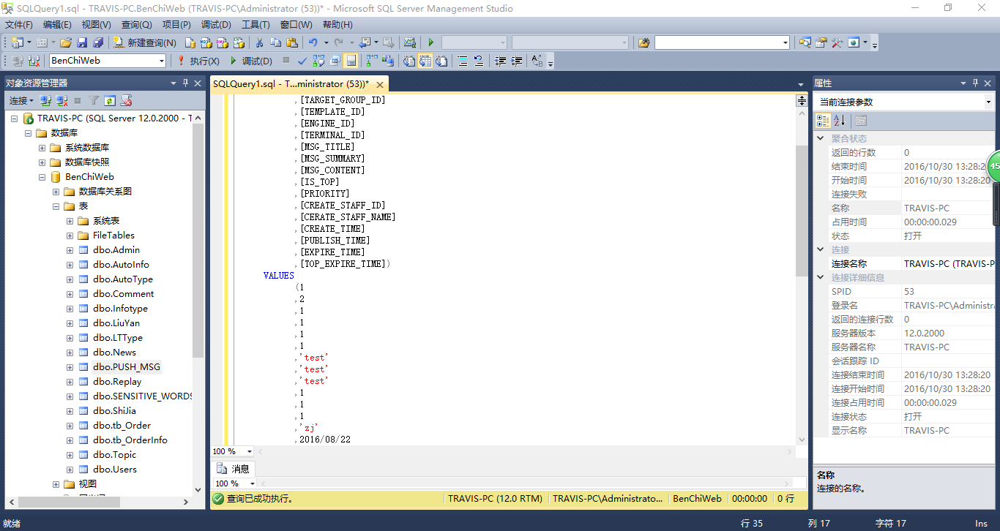 SQLQuery1.sql - TRAVIS-PC.BenChiWeb (TRAVIS-PC\Administrator (53))* - Microsoft SQL Server Management Studio
文件(F) 编辑(E) 视图(V) 查询(Q) 项目(P) 调试(D) 工具(T) 窗口(W) 帮助(H)
新建查询(N)
BenChiWeb 执行(X) 调试(D)
对象资源管理器
连接
TRAVIS-PC (SQL Server 12.0.2000 - T
数据库
系统数据库
数据库快照
BenChiWeb
数据库关系图
表
系统表
FileTables
dbo.Admin
dbo.AutoInfo
dbo.AutoType
dbo.Comment
dbo.Infotype
dbo.LiuYan
dbo.LTType
dbo.News
dbo.PUSH_MSG
dbo.Replay
dbo.SENSITIVE_WORDS
dbo.ShiJia
dbo.tb_Order
dbo.tb_OrderInfo
dbo.Topic
dbo.Users
视图
SQLQuery1.sql - T...ministrator (53))*
,[TARGET_GROUP_ID]
,[TEMPLATE_ID]
,[ENGINE_ID]
,[TERMINAL_ID]
,[MSG_TITLE]
,[MSG_SUMMARY]
,[MSG_CONTENT]
,[IS_TOP]
,[PRIORITY]
,[CREATE_STAFF_ID]
,[CERATE_STAFF_NAME]
,[CREATE_TIME]
,[PUBLISH_TIME]
,[EXPIRE_TIME]
,[TOP_EXPIRE_TIME])
VALUES
(1
,2
,1
,1
,1
,1
,'test'
,'test'
,'test'
,1
,1
,1
,'zj'
,2016/08/22
100 %
消息
100 %
查询已成功执行。 TRAVIS-PC (12.0 RTM) TRAVIS-PC\Administrato... BenChiWeb 00:00:00 0 行
属性
当前连接参数
聚合状态
返回的行数 0
结束时间 2016/10/30 13:28:20
开始时间 2016/10/30 13:28:20
连接失败
名称 TRAVIS-PC
占用时间 00:00:00.029
状态 打开
连接
连接名称 TRAVIS-PC (TRAVIS-P
连接详细信息
SPID 53
登录名 TRAVIS-PC\Administra
返回的连接行数 0
服务器版本 12.0.2000
服务器名称 TRAVIS-PC
会话跟踪 ID
连接结束时间 2016/10/30 13:28:20
连接开始时间 2016/10/30 13:28:20
连接占用时间 00:00:00.029
连接状态 打开
显示名称 TRAVIS-PC
名称
连接的名称。
45
就绪 行 35 列 17 字符 17 Ins